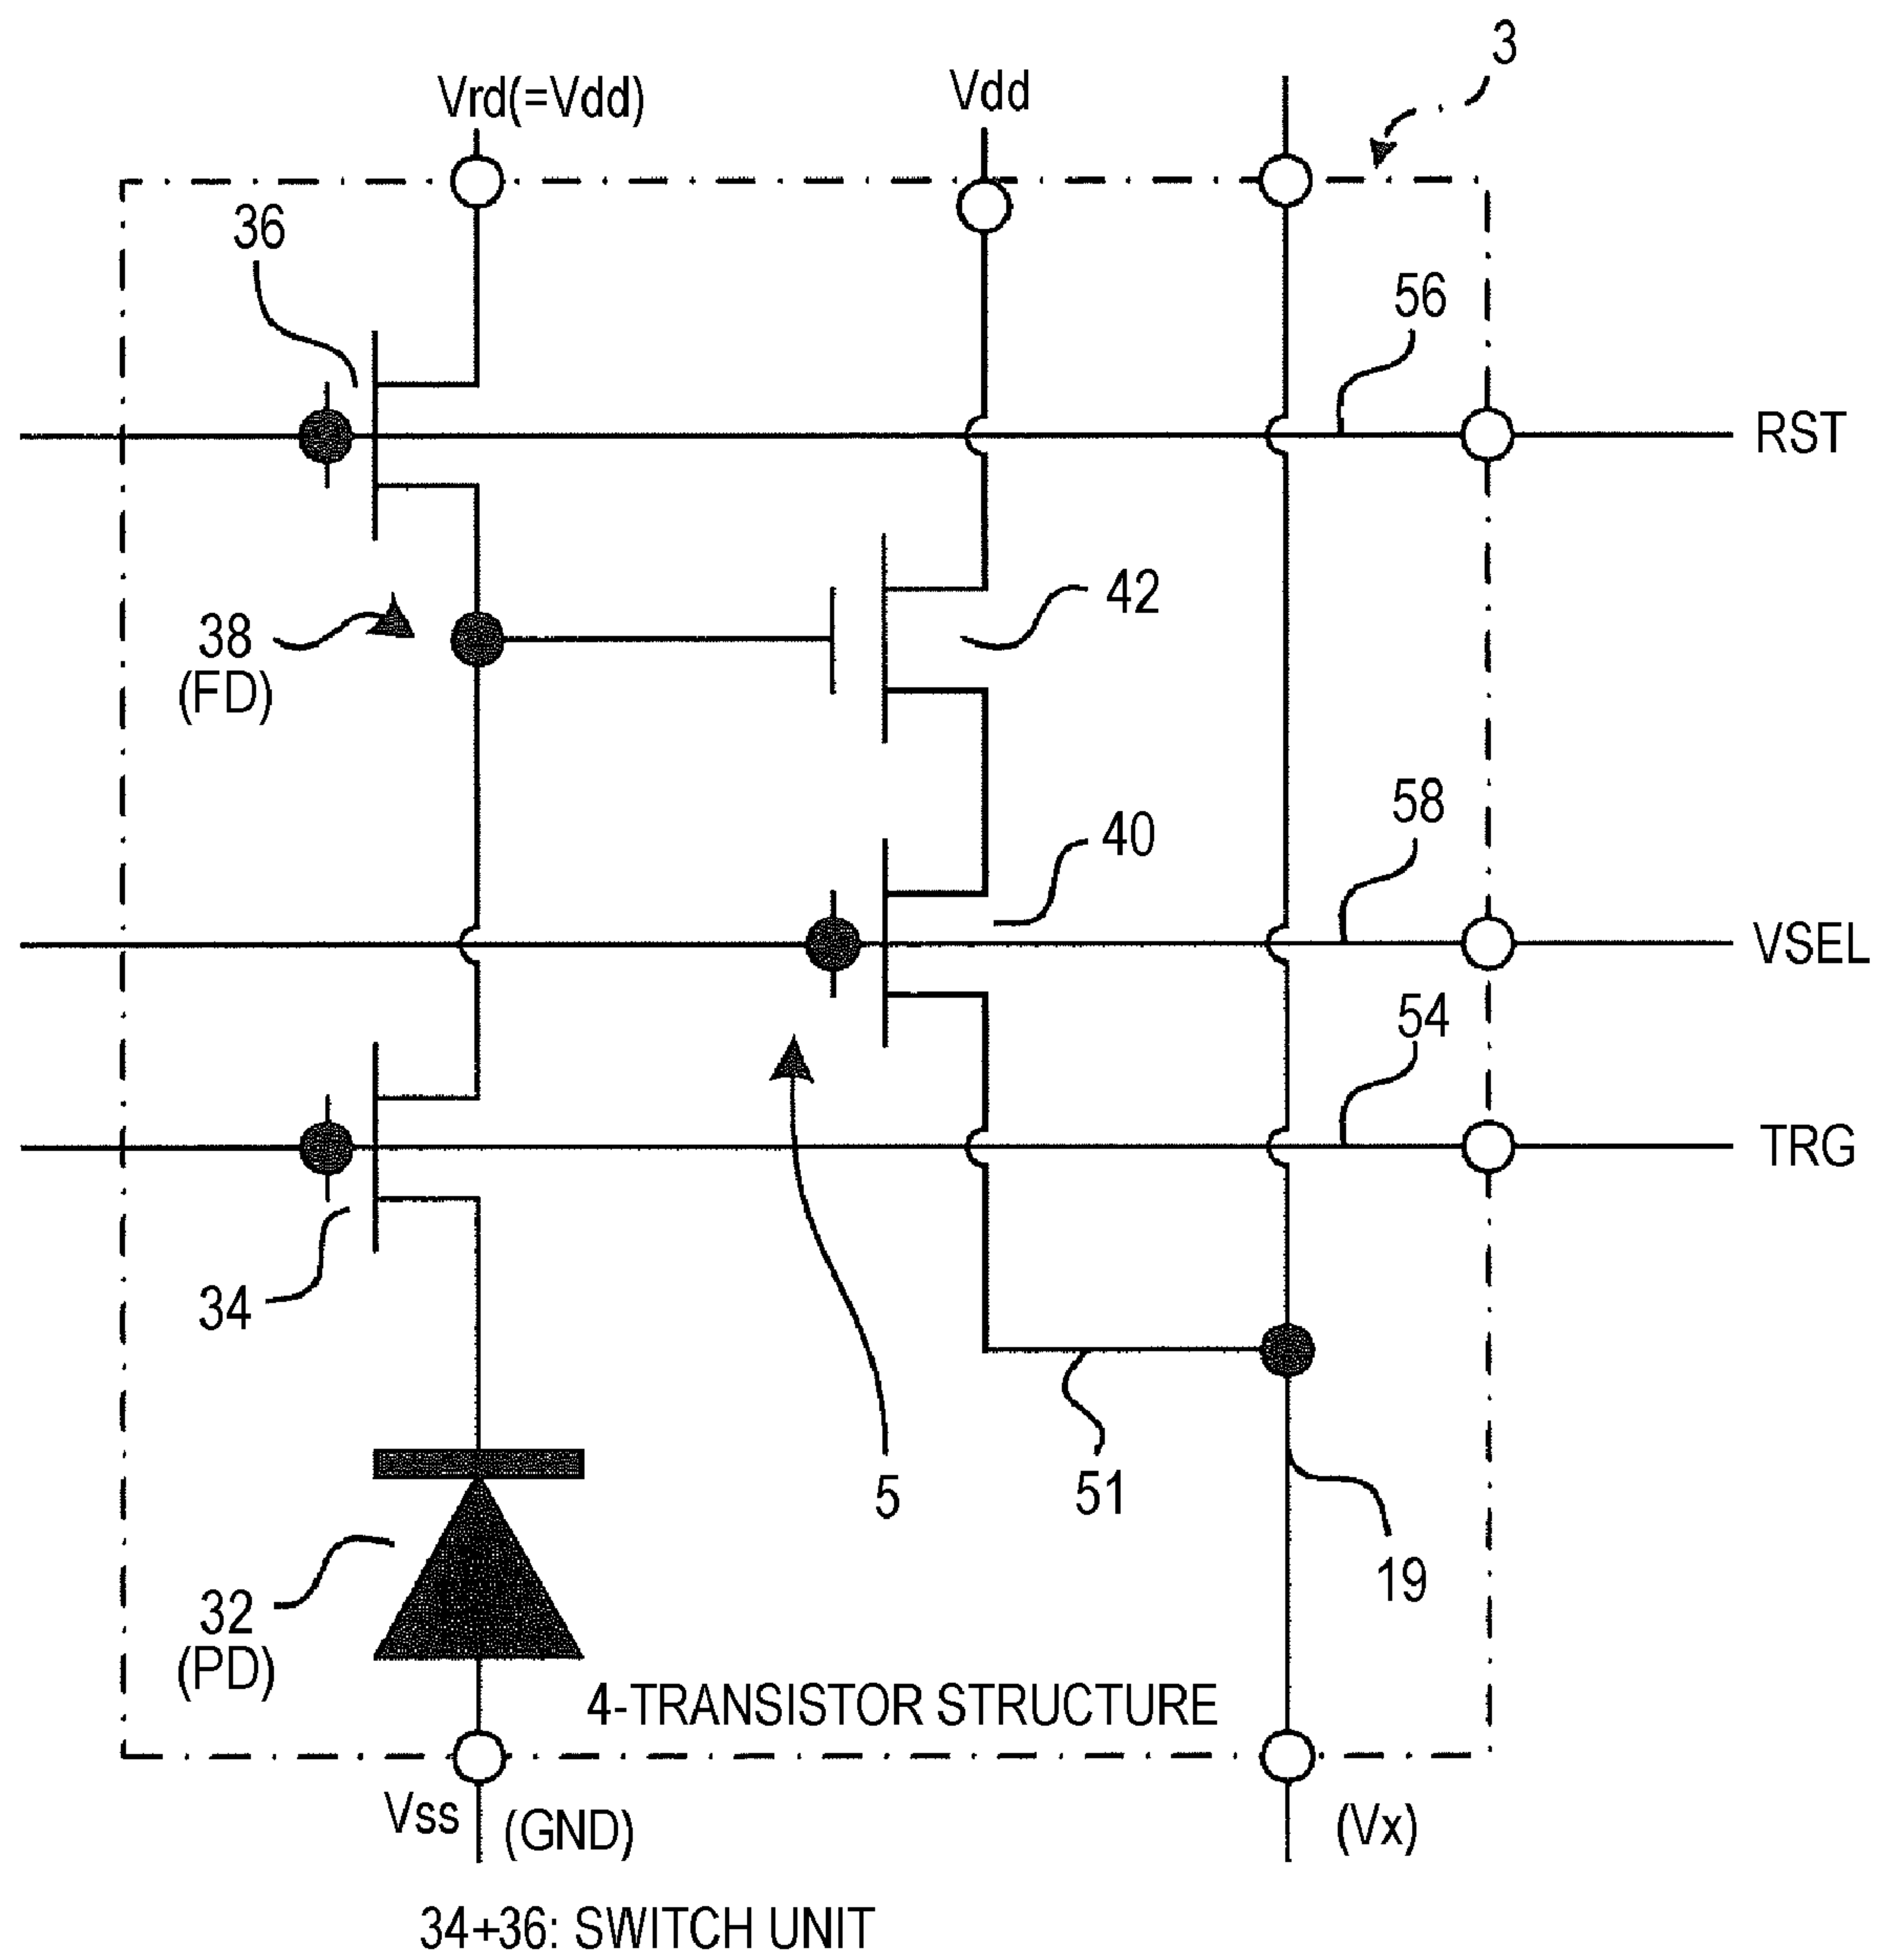 3
Vrd(=Vdd)
Vdd
36
56
RST
42
38
(FD)
58
40
VSEL
54
TRG
34
5
51
19
32
(PD)
4-TRANSISTOR STRUCTURE
Vss
(GND)
(Vx)
34+36: SWITCH UNIT